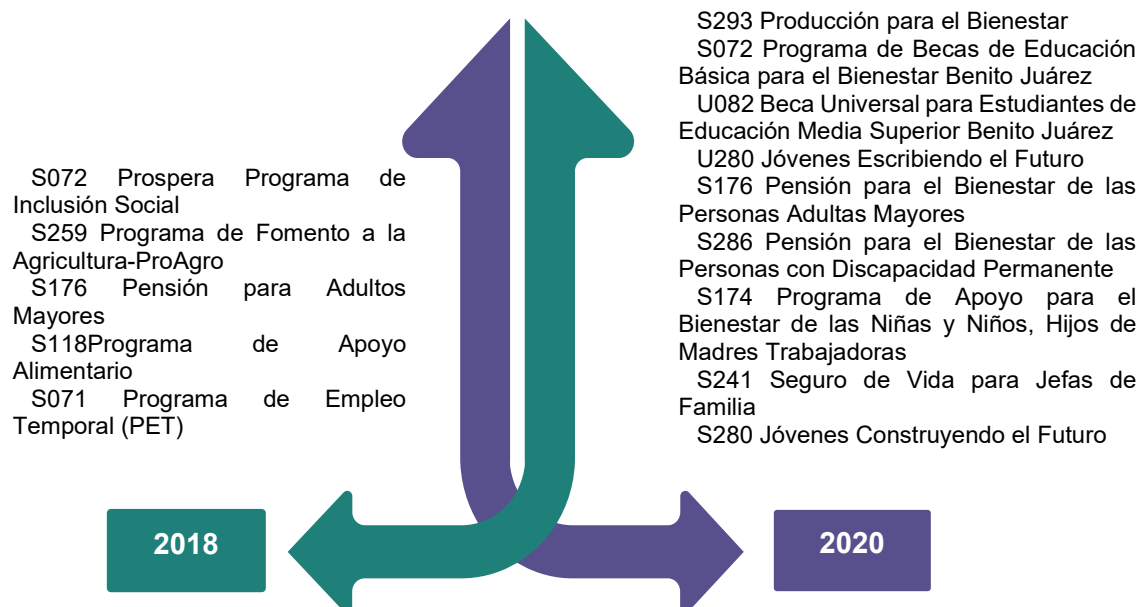 S072 Prospera Programa de
Inclusión Social
S259 Programa de Fomento a la
Agricultura-ProAgro
S176 Pensión para Adultos
Mayores
S118Programa de Apoyo
Alimentario
S071 Programa de Empleo
Temporal (PET)
2018
S293 Producción para el Bienestar
S072 Programa de Becas de Educación
Básica para el Bienestar Benito Juárez
U082 Beca Universal para Estudiantes de
Educación Media Superior Benito Juárez
U280 Jóvenes Escribiendo el Futuro
S176 Pensión para el Bienestar de las
Personas Adultas Mayores
S286 Pensión para el Bienestar de las
Personas con Discapacidad Permanente
S174 Programa de Apoyo para el
Bienestar de las Niñas y Niños, Hijos de
Madres Trabajadoras
S241 Seguro de Vida para Jefas de
Familia
S280 Jóvenes Construyendo el Futuro
2020